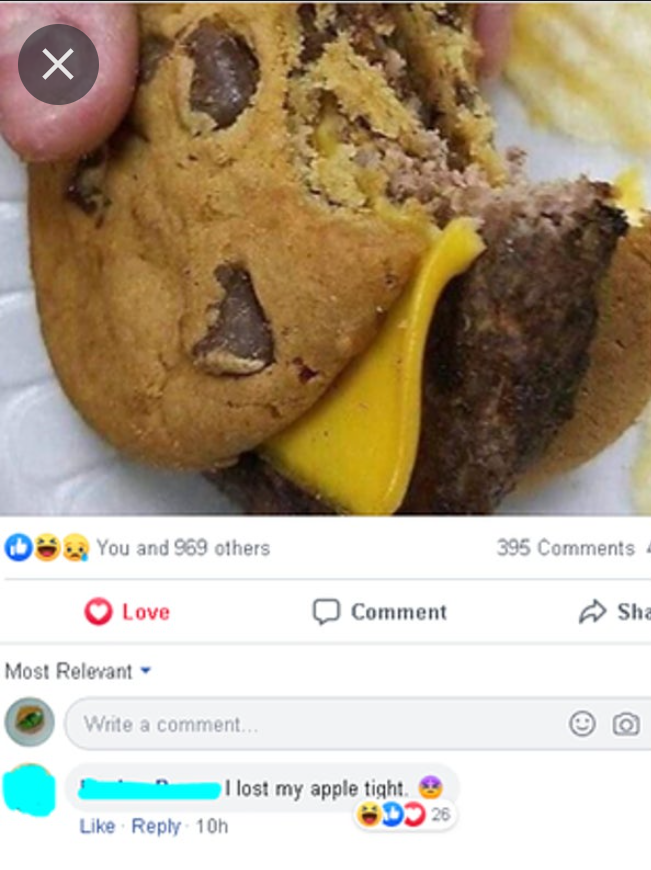 You and 969 others 395 Comments
Love Comment Sha
Most Relevant
Write a comment...
I lost my apple tight.
26
Like · Reply · 10h